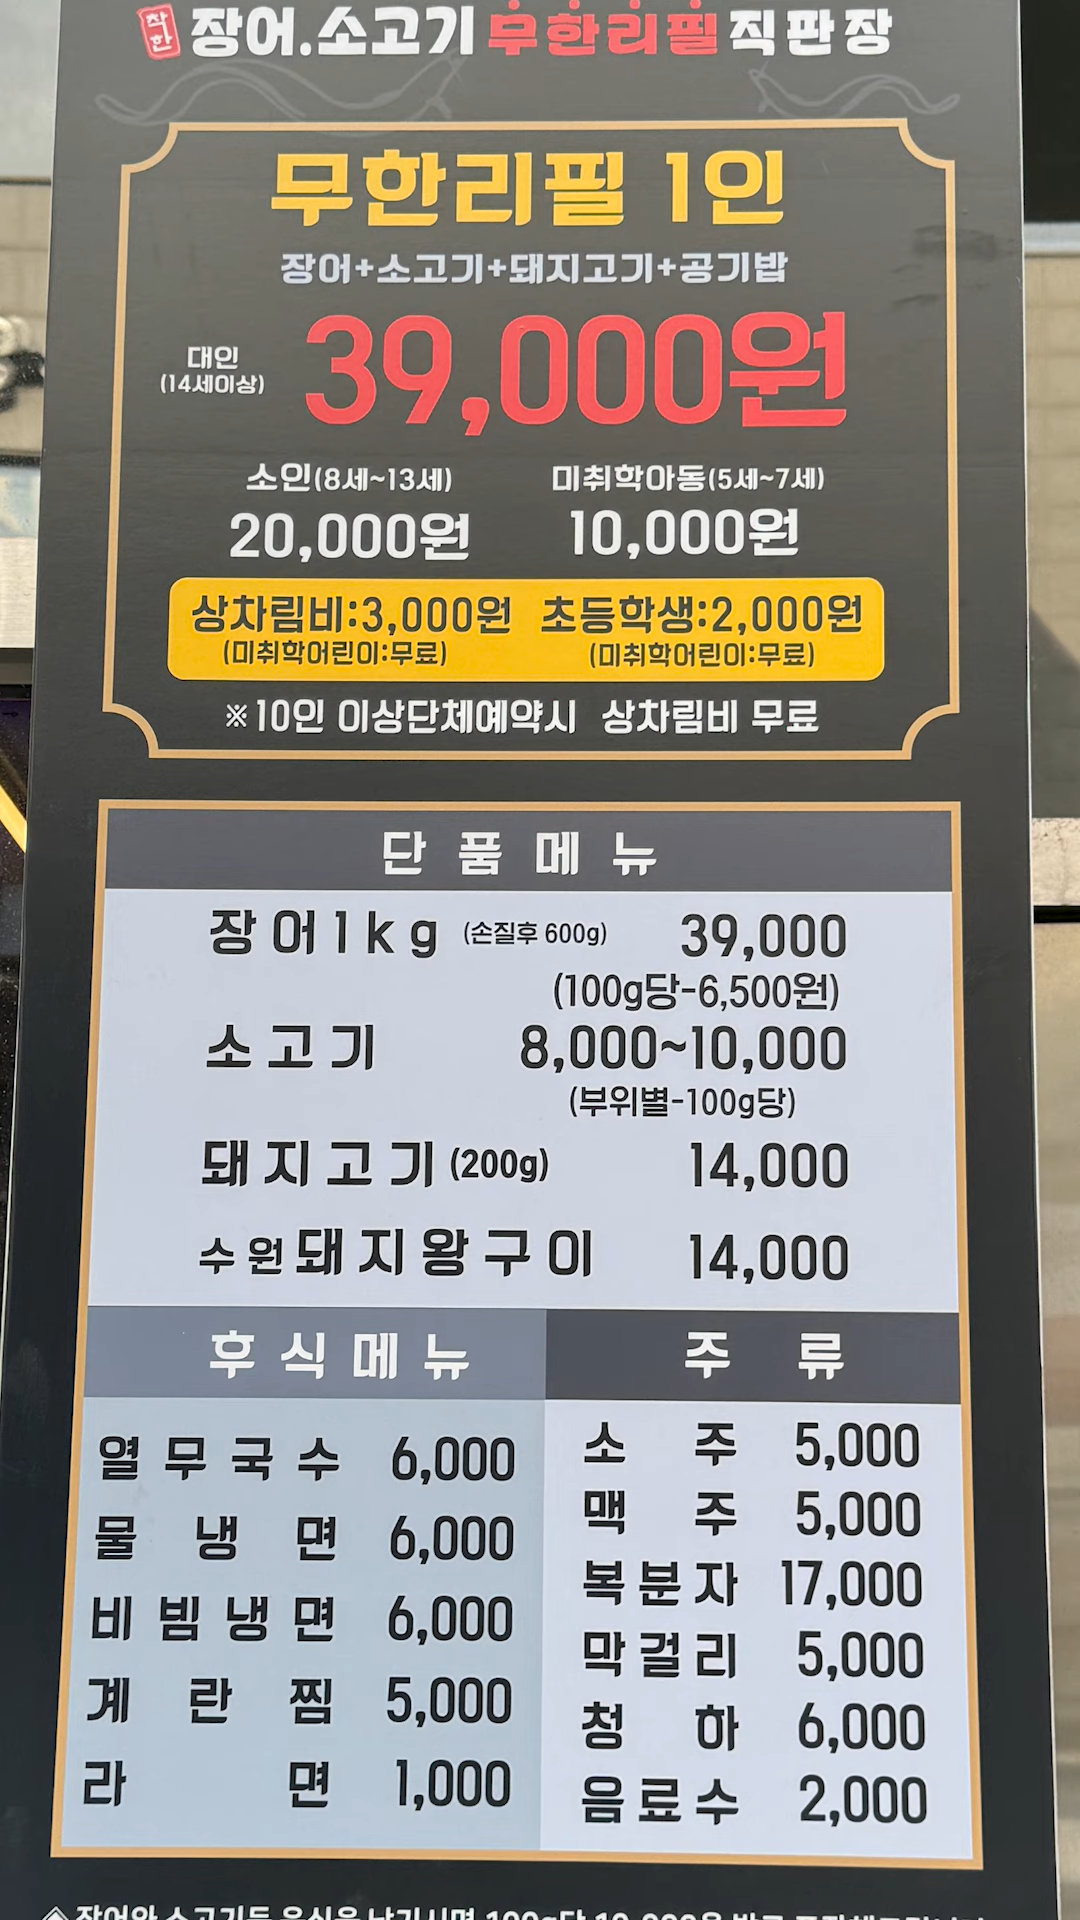 착한 장어.소고기 무한리필 직판장
무한리필 1인
장어+소고기+돼지고기+공기밥
대인
(14세이상)
39,000원
소인(8세~13세) 미취학아동(5세~7세)
20,000원 10,000원
상차림비:3,000원 초등학생:2,000원
(미취학어린이:무료) (미취학어린이:무료)
※10인 이상단체예약시 상차림비 무료
단품메뉴
장어1kg (손질후 600g) 39,000
(100g당-6,500원)
소고기 8,000~10,000
(부위별-100g당)
돼지고기(200g) 14,000
수원돼지왕구이 14,000
후식메뉴
열무국수 6,000
물냉면 6,000
비빔냉면 6,000
계란찜 5,000
라면 1,000
주류
소주 5,000
맥주 5,000
복분자 17,000
막걸리 5,000
청하 6,000
음료수 2,000